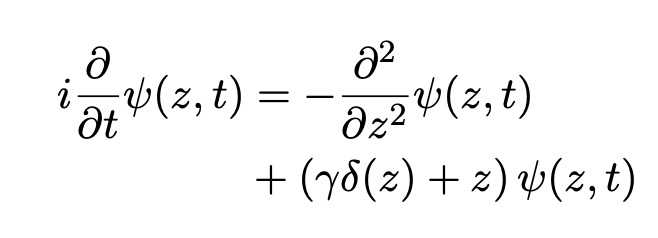 i ∂/∂t ψ(z, t) = − ∂²/∂z² ψ(z, t)
+ (γδ(z) + z) ψ(z, t)